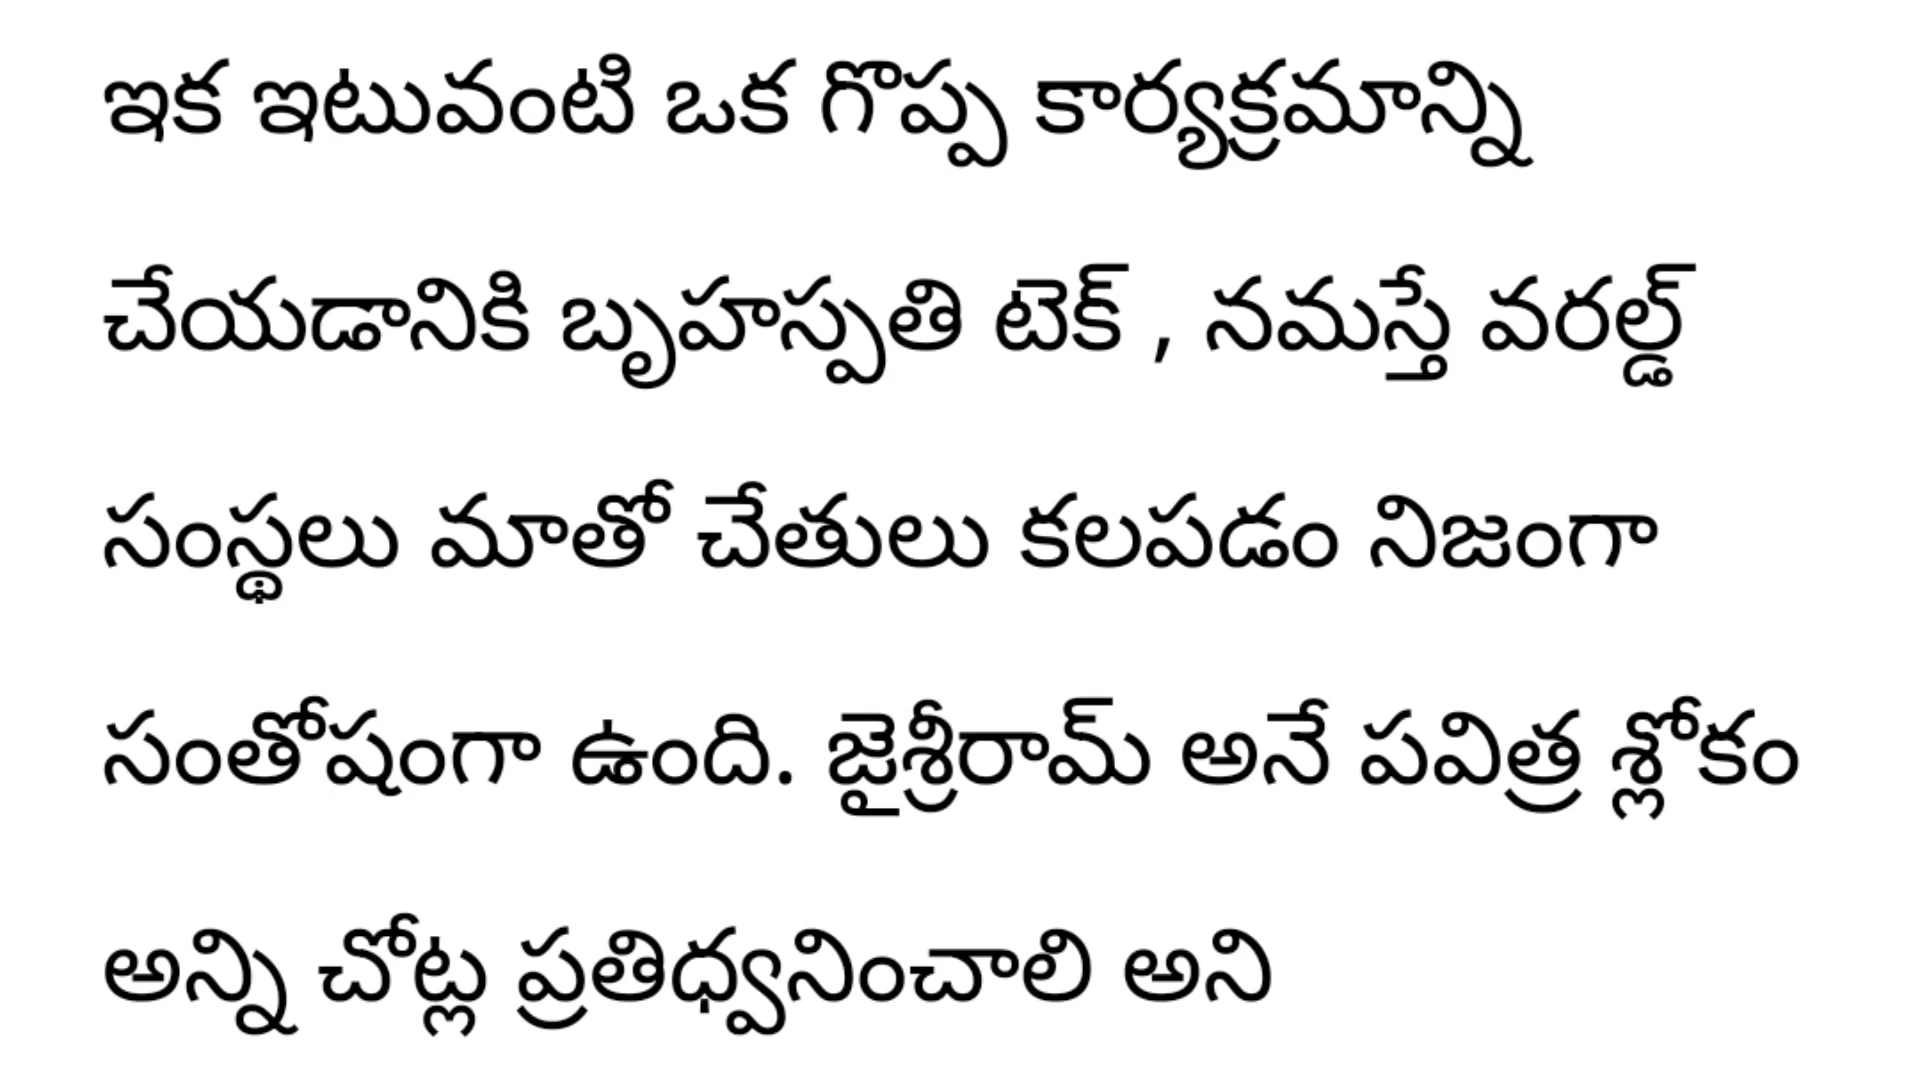 ఇక ఇటువంటి ఒక గొప్ప కార్యక్రమాన్ని
చేయడానికి బృహస్పతి టెక్ , నమస్తే వరల్డ్
సంస్థలు మాతో చేతులు కలపడం నిజంగా
సంతోషంగా ఉంది. జైశ్రీరామ్ అనే పవిత్ర శ్లోకం
అన్ని చోట్ల ప్రతిధ్వనించాలి అని